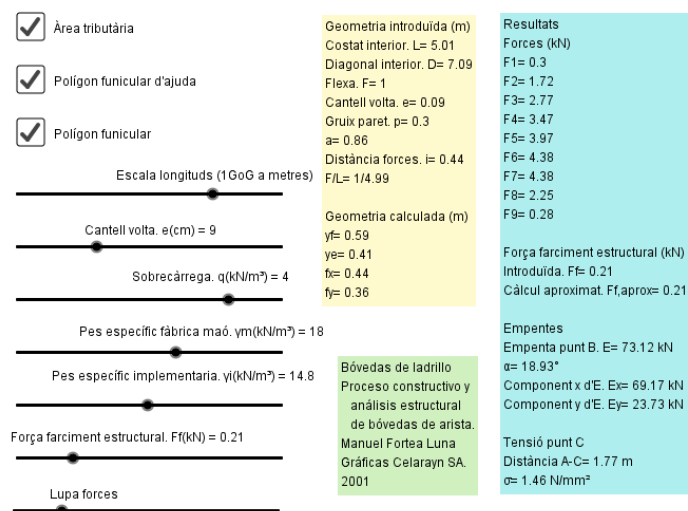 Àrea tributària
Polígon funicular d'ajuda
Polígon funicular
Escala longituds (1GoG a metres)
Cantell volta. e(cm) = 9
Sobrecàrrega. q(kN/m³) = 4
Pes específic fàbrica maó. γm(kN/m³) = 18
Pes específic implementaria. γi(kN/m³) = 14.8
Força farciment estructural. Ff(kN) = 0.21
Lupa forces
Geometria introduïda (m)
Costat interior. L= 5.01
Diagonal interior. D= 7.09
Flexa. F= 1
Cantell volta. e= 0.09
Gruix paret. p= 0.3
a= 0.86
Distància forces. i= 0.44
F/L= 1/4.99
Geometria calculada (m)
yf= 0.59
ye= 0.41
fx= 0.44
fy= 0.36
Bóvedas de ladrillo
Proceso constructivo y
análisis estructural
de bóvedas de arista.
Manuel Fortea Luna
Gráficas Celarayn SA.
2001
Resultats
Forces (kN)
F1= 0.3
F2= 1.72
F3= 2.77
F4= 3.47
F5= 3.97
F6= 4.38
F7= 4.38
F8= 2.25
F9= 0.28
Força farciment estructural (kN)
Introduïda. Ff= 0.21
Càlcul aproximat. Ff,aprox= 0.21
Empentes
Empenta punt B. E= 73.12 kN
α= 18.93°
Component x d'E. Ex= 69.17 kN
Component y d'E. Ey= 23.73 kN
Tensió punt C
Distància A-C= 1.77 m
σ= 1.46 N/mm²